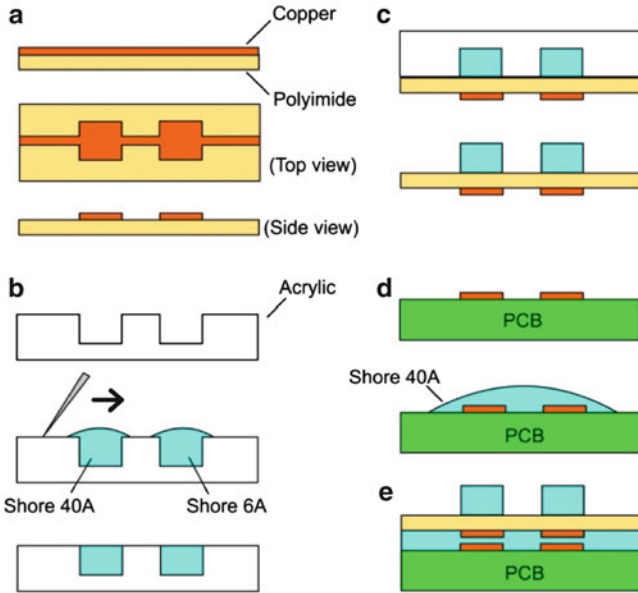 a
Copper
Polyimide
(Top view)
(Side view)
b
Acrylic
Shore 40A
Shore 6A
c
d
PCB
Shore 40A
PCB
e
PCB